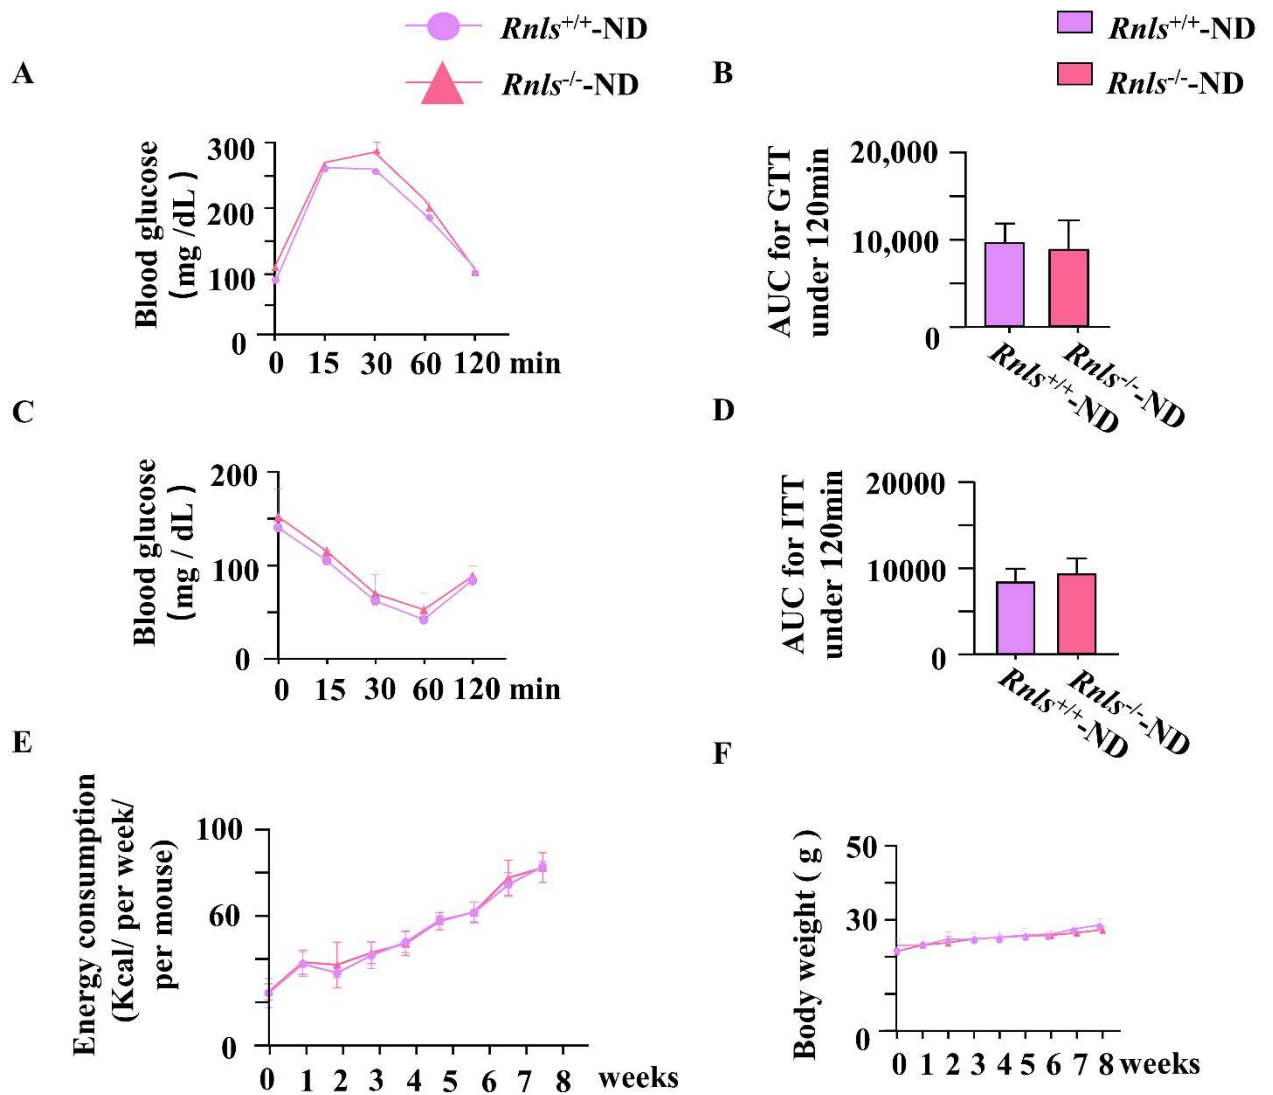 Rnls+/+-ND
Rnls-/--ND
Rnls+/+-ND
Rnls-/--ND
A
Blood glucose
(mg /dL )
300
200
100
0
0 15 30 60 120 min
B
AUC for GTT
under 120min
20,000
10,000
0
Rnls+/+-ND
Rnls-/--ND
C
Blood glucose
(mg / dL )
200
100
0
0 15 30 60 120 min
D
AUC for ITT
under 120min
20000
10000
0
Rnls+/+-ND
Rnls-/--ND
E
Energy consumption
(Kcal/ per week/
per mouse)
100
60
0
0 1 2 3 4 5 6 7 8 weeks
F
Body weight ( g )
50
30
0
0 1 2 3 4 5 6 7 8 weeks